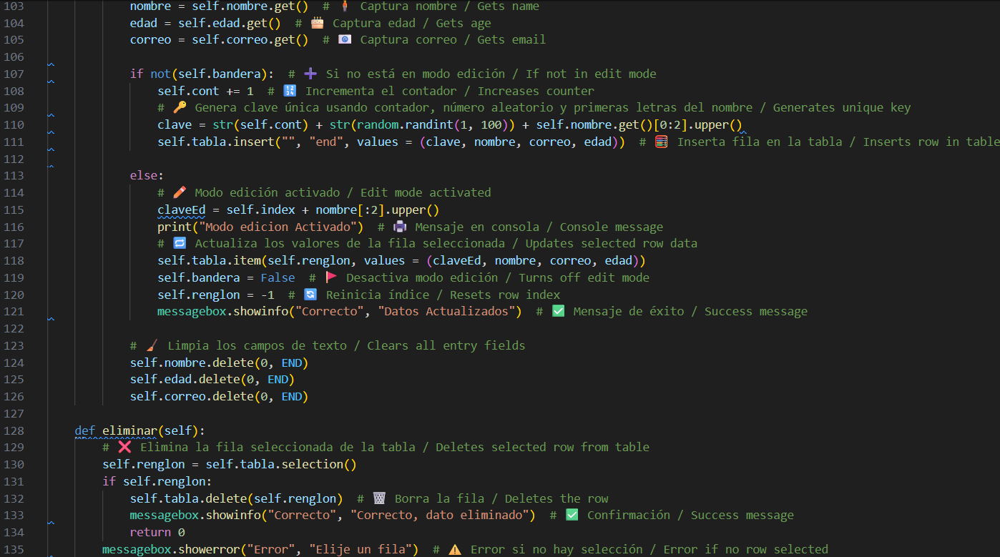 103 nombre = self.nombre.get()  # 🧍 Captura nombre / Gets name
104 edad = self.edad.get()  # 🎂 Captura edad / Gets age
105 correo = self.correo.get()  # 📧 Captura correo / Gets email
106
107 if not(self.bandera):  # ➕ Si no está en modo edición / If not in edit mode
108 self.cont += 1  # 🔢 Incrementa el contador / Increases counter
109 # 🔑 Genera clave única usando contador, número aleatorio y primeras letras del nombre / Generates unique key
110 clave = str(self.cont) + str(random.randint(1, 100)) + self.nombre.get()[0:2].upper()
111 self.tabla.insert("", "end", values = (clave, nombre, correo, edad))  # 🧮 Inserta fila en la tabla / Inserts row in table
112
113 else:
114 # ✏️ Modo edición activado / Edit mode activated
115 claveEd = self.index + nombre[:2].upper()
116 print("Modo edicion Activado")  # 🖨️ Mensaje en consola / Console message
117 # 🔁 Actualiza los valores de la fila seleccionada / Updates selected row data
118 self.tabla.item(self.renglon, values = (claveEd, nombre, correo, edad))
119 self.bandera = False  # 🚩 Desactiva modo edición / Turns off edit mode
120 self.renglon = -1  # 🔄 Reinicia índice / Resets row index
121 messagebox.showinfo("Correcto", "Datos Actualizados")  # ✅ Mensaje de éxito / Success message
122
123 # 🧹 Limpia los campos de texto / Clears all entry fields
124 self.nombre.delete(0, END)
125 self.edad.delete(0, END)
126 self.correo.delete(0, END)
127
128 def eliminar(self):
129 # ❌ Elimina la fila seleccionada de la tabla / Deletes selected row from table
130 self.renglon = self.tabla.selection()
131 if self.renglon:
132 self.tabla.delete(self.renglon)  # 🗑️ Borra la fila / Deletes the row
133 messagebox.showinfo("Correcto", "Correcto, dato eliminado")  # ✅ Confirmación / Success message
134 return 0
135 messagebox.showerror("Error", "Elije un fila")  # ⚠️ Error si no hay selección / Error if no row selected